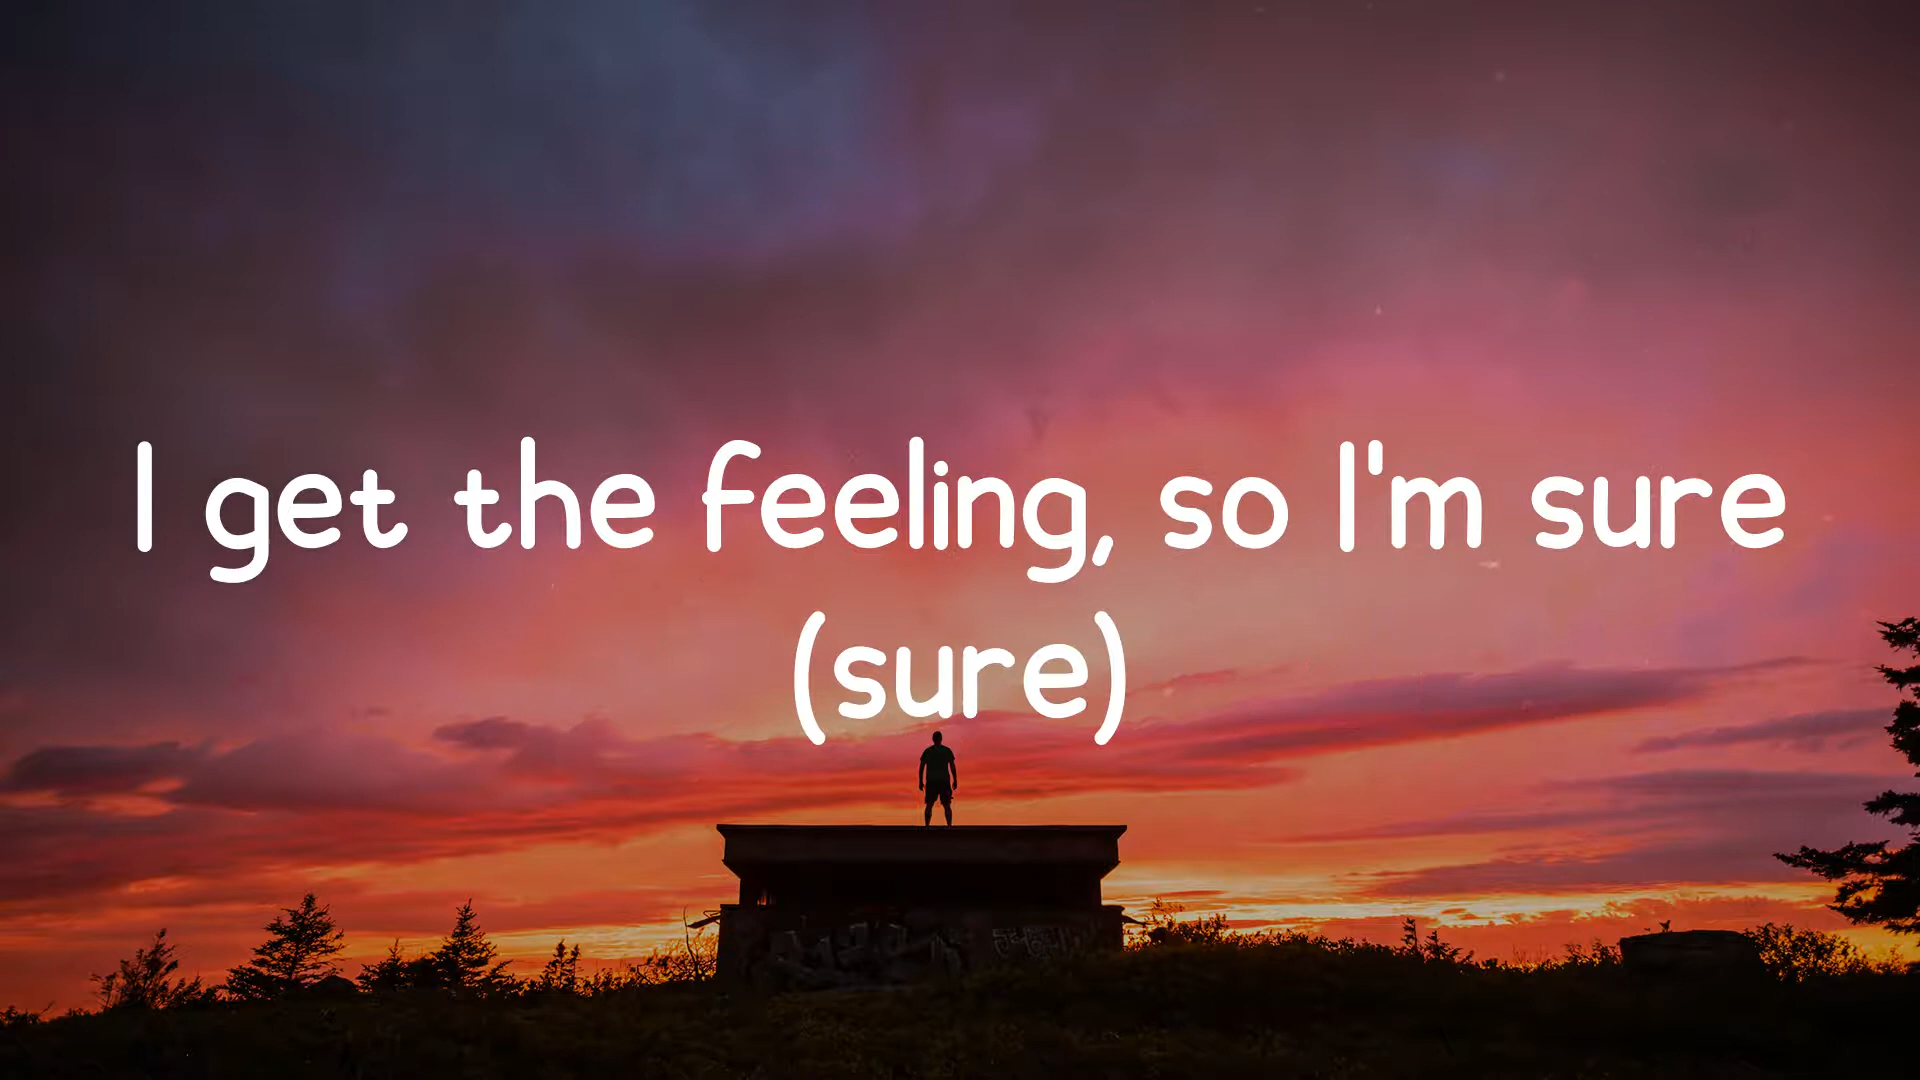 I get the feeling, so I'm sure
(sure)